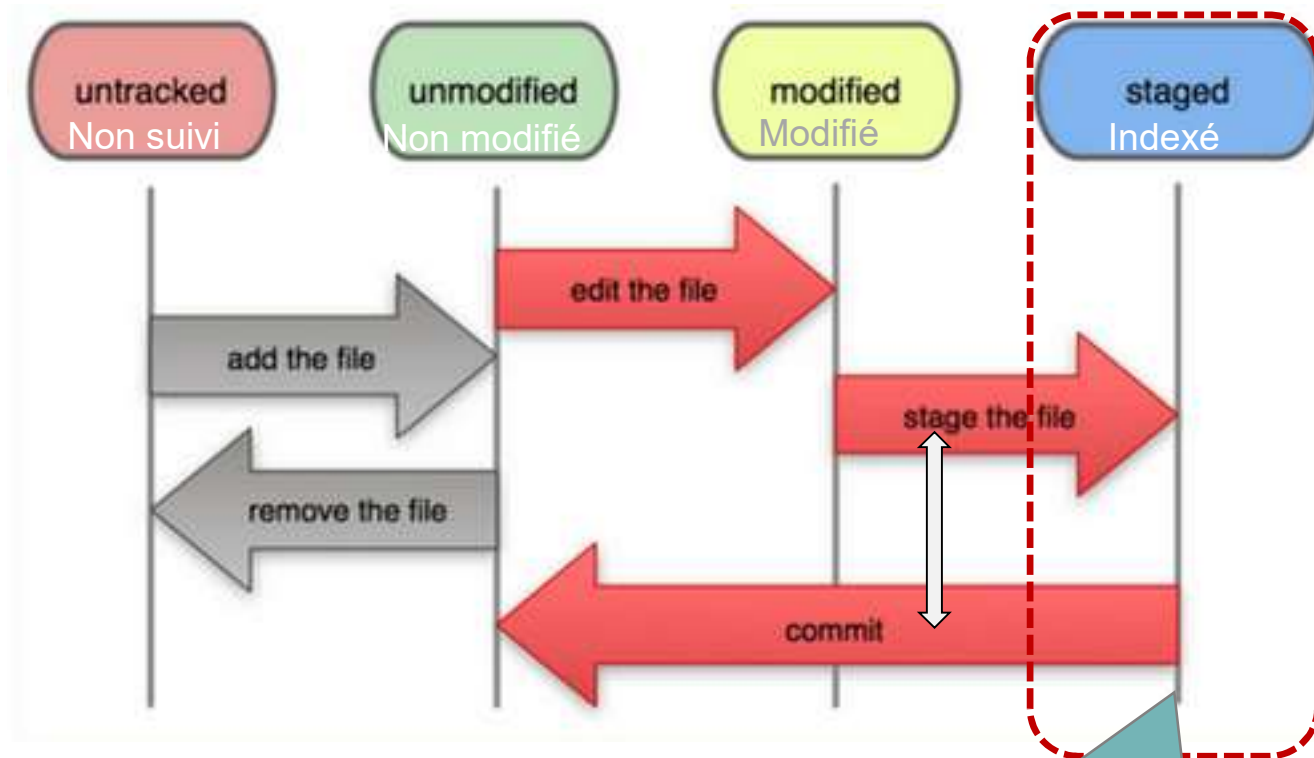 untracked
Non suivi
unmodified
Non modifié
modified
Modifié
staged
Indexé
edit the file
add the file
stage the file
remove the file
commit